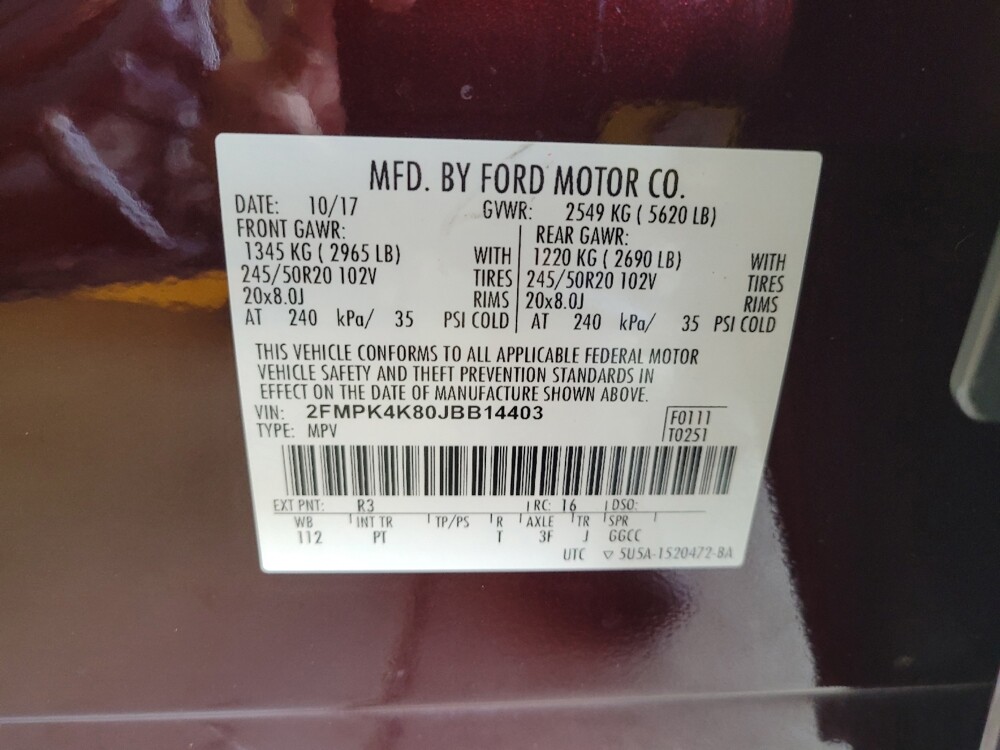 MFD. BY FORD MOTOR CO.
DATE: 10/17 GVWR: 2549 KG ( 5620 LB)
FRONT GAWR: REAR GAWR:
1345 KG ( 2965 LB) WITH 1220 KG ( 2690 LB) WITH
245/50R20 102V TIRES 245/50R20 102V TIRES
20x8.0J RIMS 20x8.0J RIMS
AT 240 kPa/ 35 PSI COLD AT 240 kPa/ 35 PSI COLD
THIS VEHICLE CONFORMS TO ALL APPLICABLE FEDERAL MOTOR
VEHICLE SAFETY AND THEFT PREVENTION STANDARDS IN
EFFECT ON THE DATE OF MANUFACTURE SHOWN ABOVE.
VIN: 2FMPK4K80JBB14403 F0111
TYPE: MPV T0251
EXT PNT: R3 RC: 16 DSO:
WB INT TR TP/PS R AXLE TR SPR
112 PT T 3F J GGCC
UTC ▽ 5U5A-1520472-BA